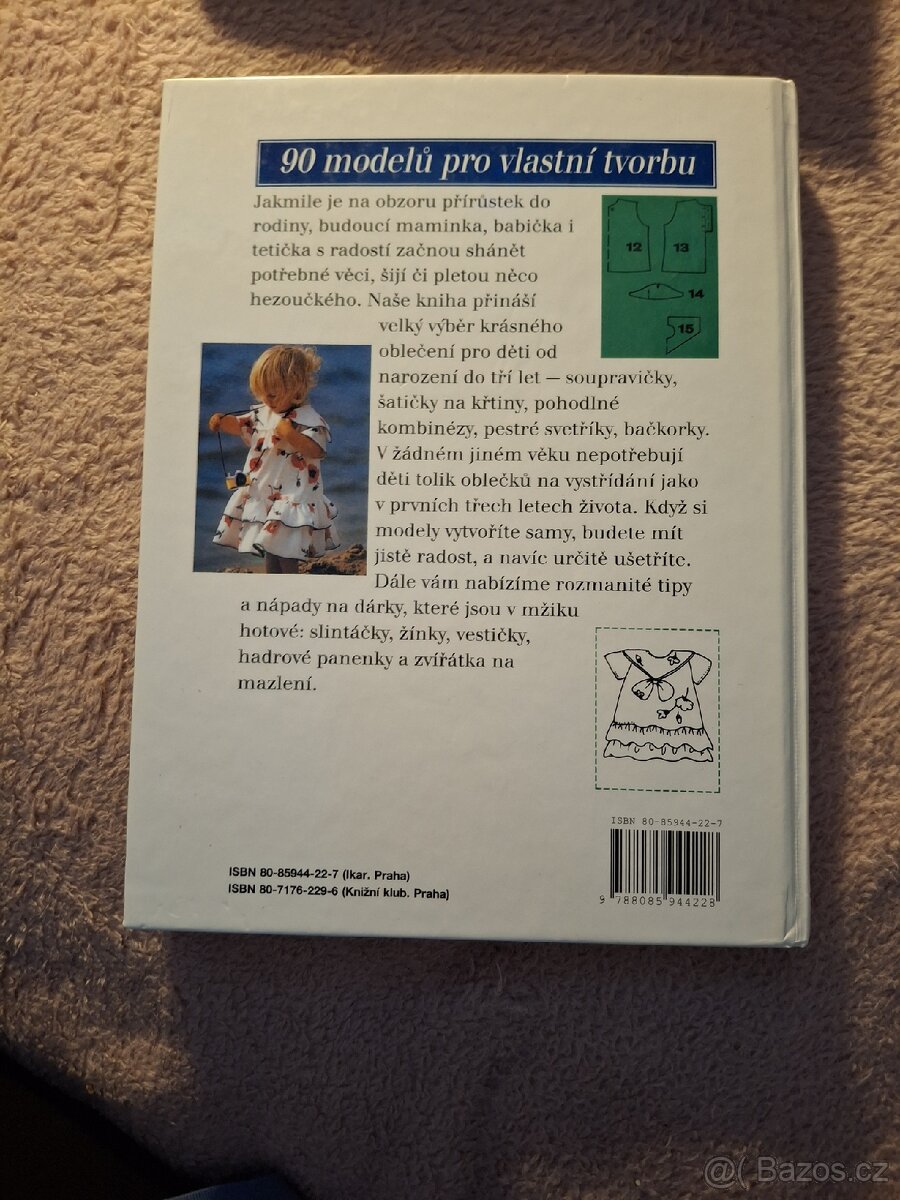 90 modelů pro vlastní tvorbu
Jakmile je na obzoru přírůstek do
rodiny, budoucí maminka, babička i
tetička s radostí začnou shánět
potřebné věci, šijí či pletou něco
hezoučkého. Naše kniha přináší
velký výběr krásného
oblečení pro děti od
narození do tří let — soupravičky,
šatičky na křtiny, pohodlné
kombinézy, pestré svetříky, bačkorky.
V žádném jiném věku nepotřebují
děti tolik oblečků na vystřídání jako
v prvních třech letech života. Když si
modely vytvoříte samy, budete mít
jistě radost, a navíc určitě ušetříte.
Dále vám nabízíme rozmanité tipy
a nápady na dárky, které jsou v mžiku
hotové: slintáčky, žínky, vestičky,
hadrové panenky a zvířátka na
mazlení.
12 13
14
15
ISBN 80-85944-22-7
9 788085 944228
ISBN 80-85944-22-7 (Ikar. Praha)
ISBN 80-7176-229-6 (Knižní klub. Praha)
@( Bazos.cz